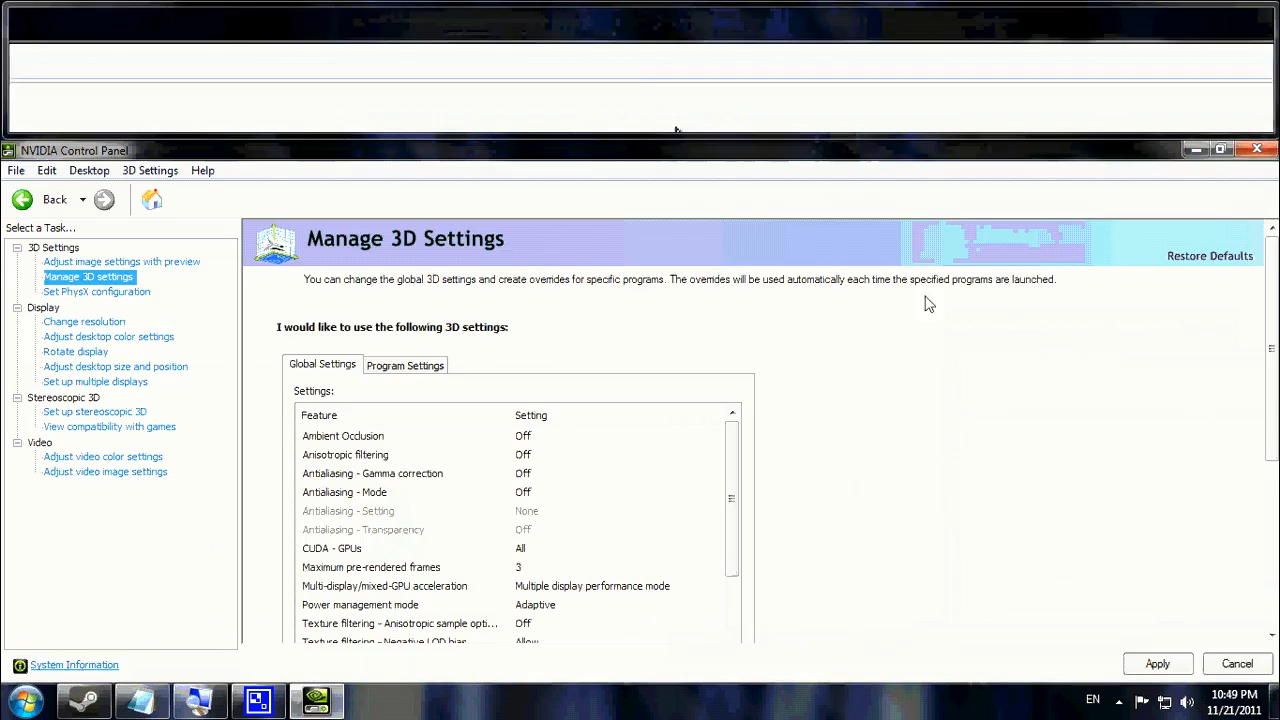 NVIDIA Control Panel
File Edit Desktop 3D Settings Help
Back
Select a Task...
3D Settings
Adjust image settings with preview
Manage 3D settings
Set PhysX configuration
Display
Change resolution
Adjust desktop color settings
Rotate display
Adjust desktop size and position
Set up multiple displays
Stereoscopic 3D
Set up stereoscopic 3D
View compatibility with games
Video
Adjust video color settings
Adjust video image settings
System Information
Manage 3D Settings
Restore Defaults
You can change the global 3D settings and create overrides for specific programs. The overrides will be used automatically each time the specified programs are launched.
I would like to use the following 3D settings:
Global Settings Program Settings
Settings:
Feature Setting
Ambient Occlusion Off
Anisotropic filtering Off
Antialiasing - Gamma correction Off
Antialiasing - Mode Off
Antialiasing - Setting None
Antialiasing - Transparency Off
CUDA - GPUs All
Maximum pre-rendered frames 3
Multi-display/mixed-GPU acceleration Multiple display performance mode
Power management mode Adaptive
Texture filtering - Anisotropic sample opti... Off
Texture filtering - Negative LOD bias Allow
Apply Cancel
EN
10:49 PM
11/21/2011